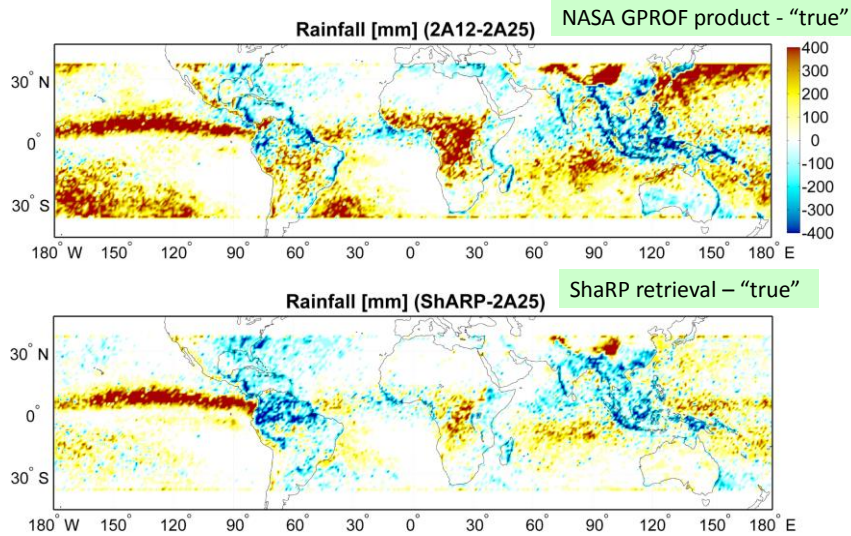 NASA GPROF product - “true”
Rainfall [mm] (2A12-2A25)
30° N
0°
30° S
180° W 150° 120° 90° 60° 30° 0 30° 60° 90° 120° 150° 180° E
400
300
200
100
0
-100
-200
-300
-400
ShaRP retrieval – “true”
Rainfall [mm] (ShARP-2A25)
30° N
0°
30° S
180° W 150° 120° 90° 60° 30° 0° 30° 60° 90° 120° 150° 180° E